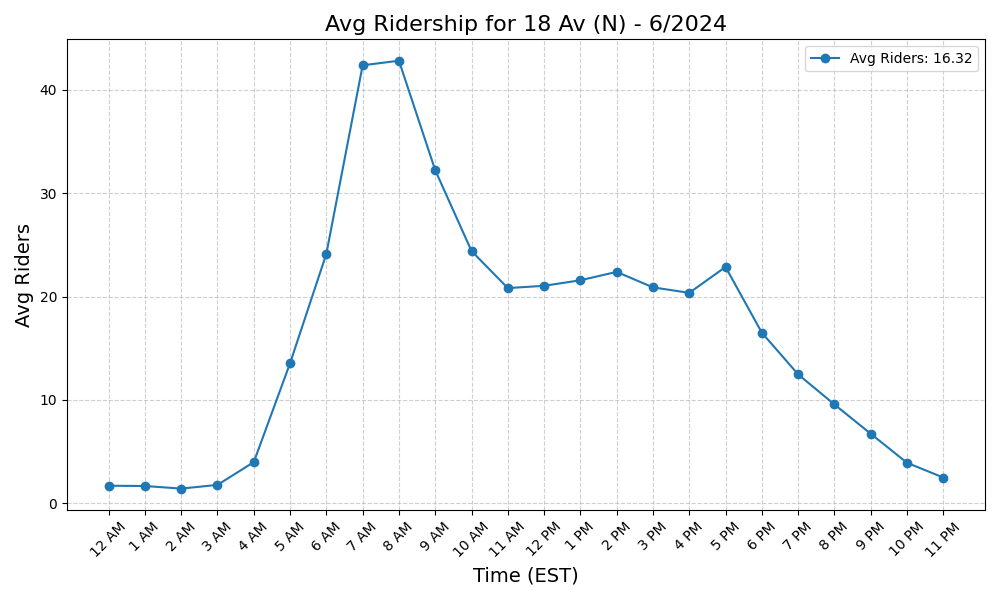 Avg Ridership for 18 Av (N) - 6/2024
Avg Riders: 16.32
Avg Riders
40
30
20
10
0
12 AM
1 AM
2 AM
3 AM
4 AM
5 AM
6 AM
7 AM
8 AM
9 AM
10 AM
11 AM
12 PM
1 PM
2 PM
3 PM
4 PM
5 PM
6 PM
7 PM
8 PM
9 PM
10 PM
11 PM
Time (EST)